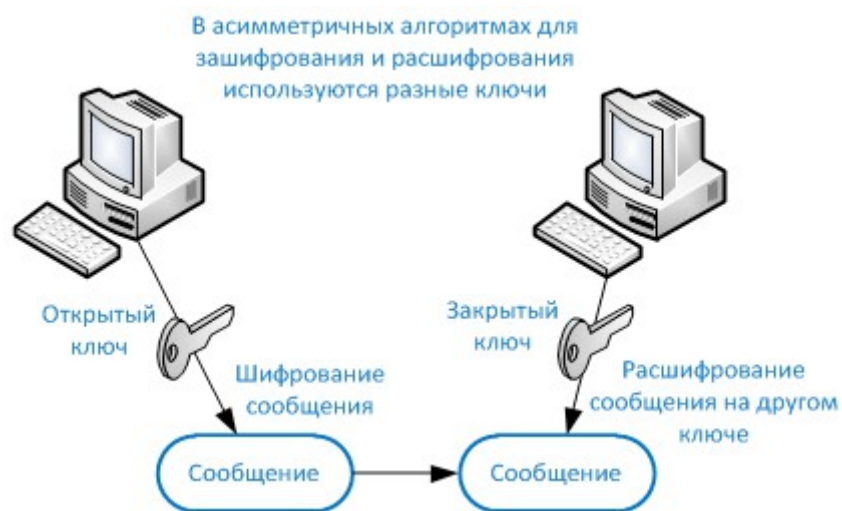 В асимметричных алгоритмах для
зашифрования и расшифрования
используются разные ключи
Открытый
ключ
Шифрование
сообщения
Сообщение
Закрытый
ключ
Расшифрование
сообщения на другом
ключе
Сообщение